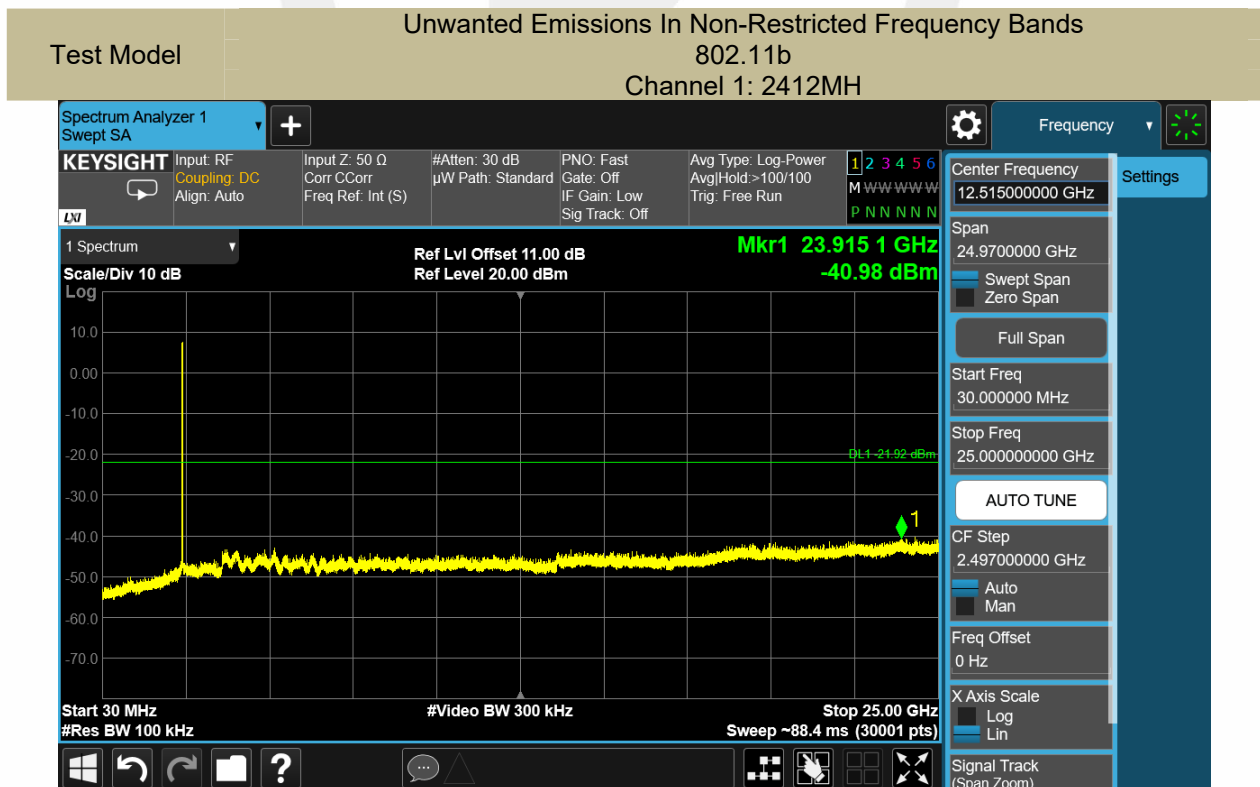 Test Model
Unwanted Emissions In Non-Restricted Frequency Bands
802.11b
Channel 1: 2412MH
Spectrum Analyzer 1
Swept SA
Frequency
KEYSIGHT
LXI
Input: RF
Coupling: DC
Align: Auto
Input Z: 50 Ω
Corr CCorr
Freq Ref: Int (S)
#Atten: 30 dB
µW Path: Standard
PNO: Fast
Gate: Off
IF Gain: Low
Sig Track: Off
Avg Type: Log-Power
Avg|Hold:>100/100
Trig: Free Run
1 2 3 4 5 6
M W W W W W
P N N N N N
1 Spectrum
Scale/Div 10 dB
Log
Ref Lvl Offset 11.00 dB
Ref Level 20.00 dBm
Mkr1 23.915 1 GHz
-40.98 dBm
10.0
0.00
-10.0
-20.0
-30.0
-40.0
-50.0
-60.0
-70.0
DL1 -21.92 dBm
1
Start 30 MHz
#Res BW 100 kHz
#Video BW 300 kHz
Stop 25.00 GHz
Sweep ~88.4 ms (30001 pts)
?
Center Frequency
12.515000000 GHz
Settings
Span
24.9700000 GHz
Swept Span
Zero Span
Full Span
Start Freq
30.000000 MHz
Stop Freq
25.000000000 GHz
AUTO TUNE
CF Step
2.497000000 GHz
Auto
Man
Freq Offset
0 Hz
X Axis Scale
Log
Lin
Signal Track
(Span Zoom)